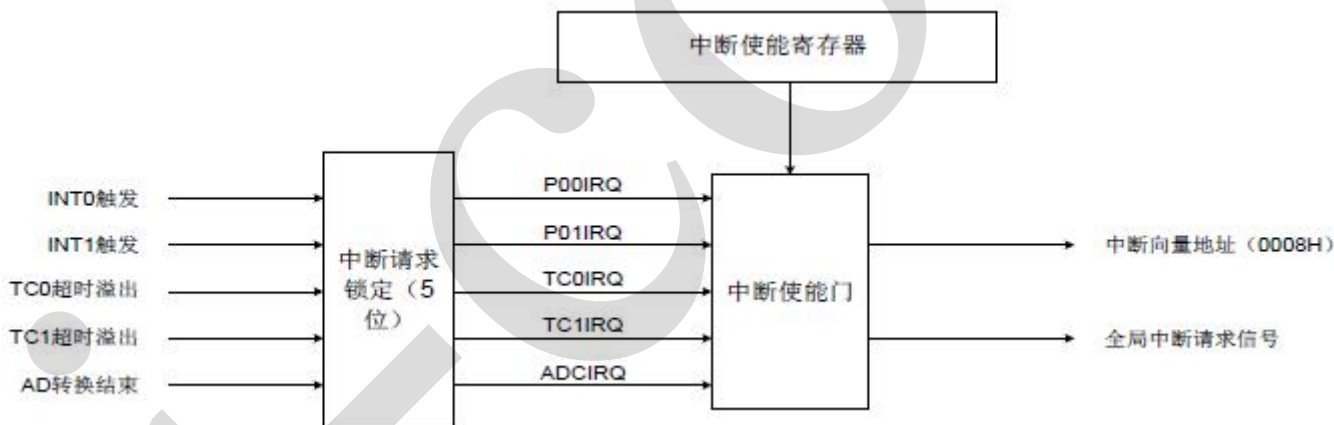 中断使能寄存器
INT0触发
INT1触发
TC0超时溢出
TC1超时溢出
AD转换结束
中断请求
锁定（5
位）
P00IRQ
P01IRQ
TC0IRQ
TC1IRQ
ADCIRQ
中断使能门
中断向量地址（0008H）
全局中断请求信号